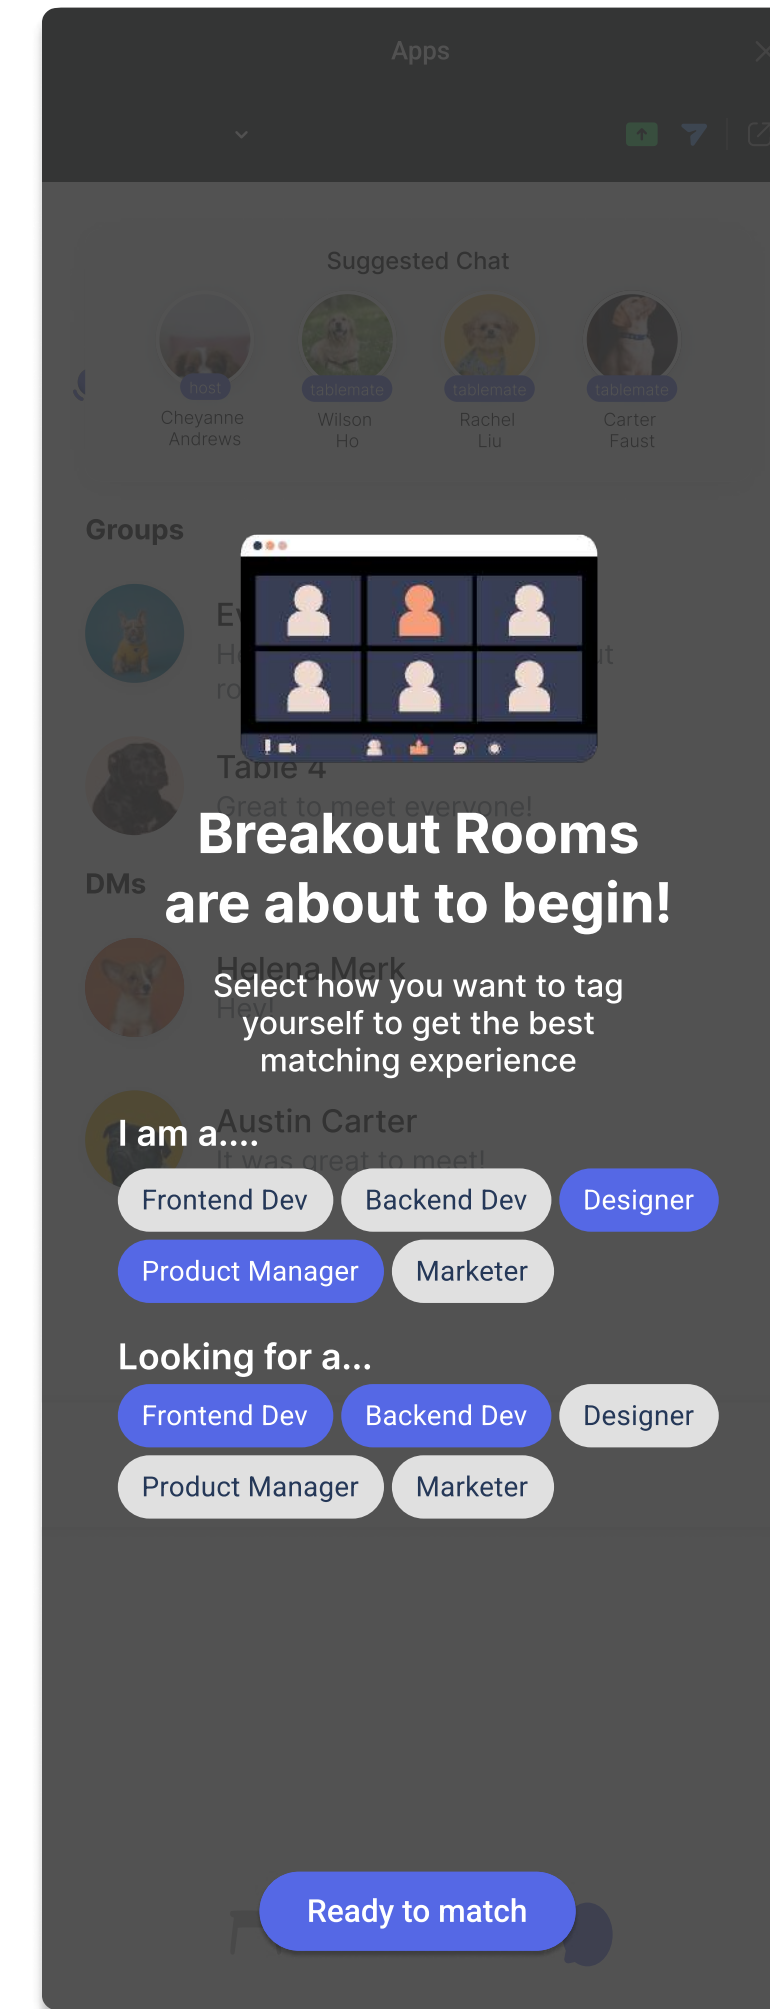 Apps
Suggested Chat
host
tablemate
tablemate
tablemate
Cheyanne
Andrews
Wilson
Ho
Rachel
Liu
Carter
Faust
Groups
Table 4
Great to meet everyone!
Breakout Rooms
are about to begin!
DMs
Helena Merk
Hey!
Select how you want to tag
yourself to get the best
matching experience
Austin Carter
It was great to meet!
I am a....
Frontend Dev
Backend Dev
Designer
Product Manager
Marketer
Looking for a...
Frontend Dev
Backend Dev
Designer
Product Manager
Marketer
Ready to match